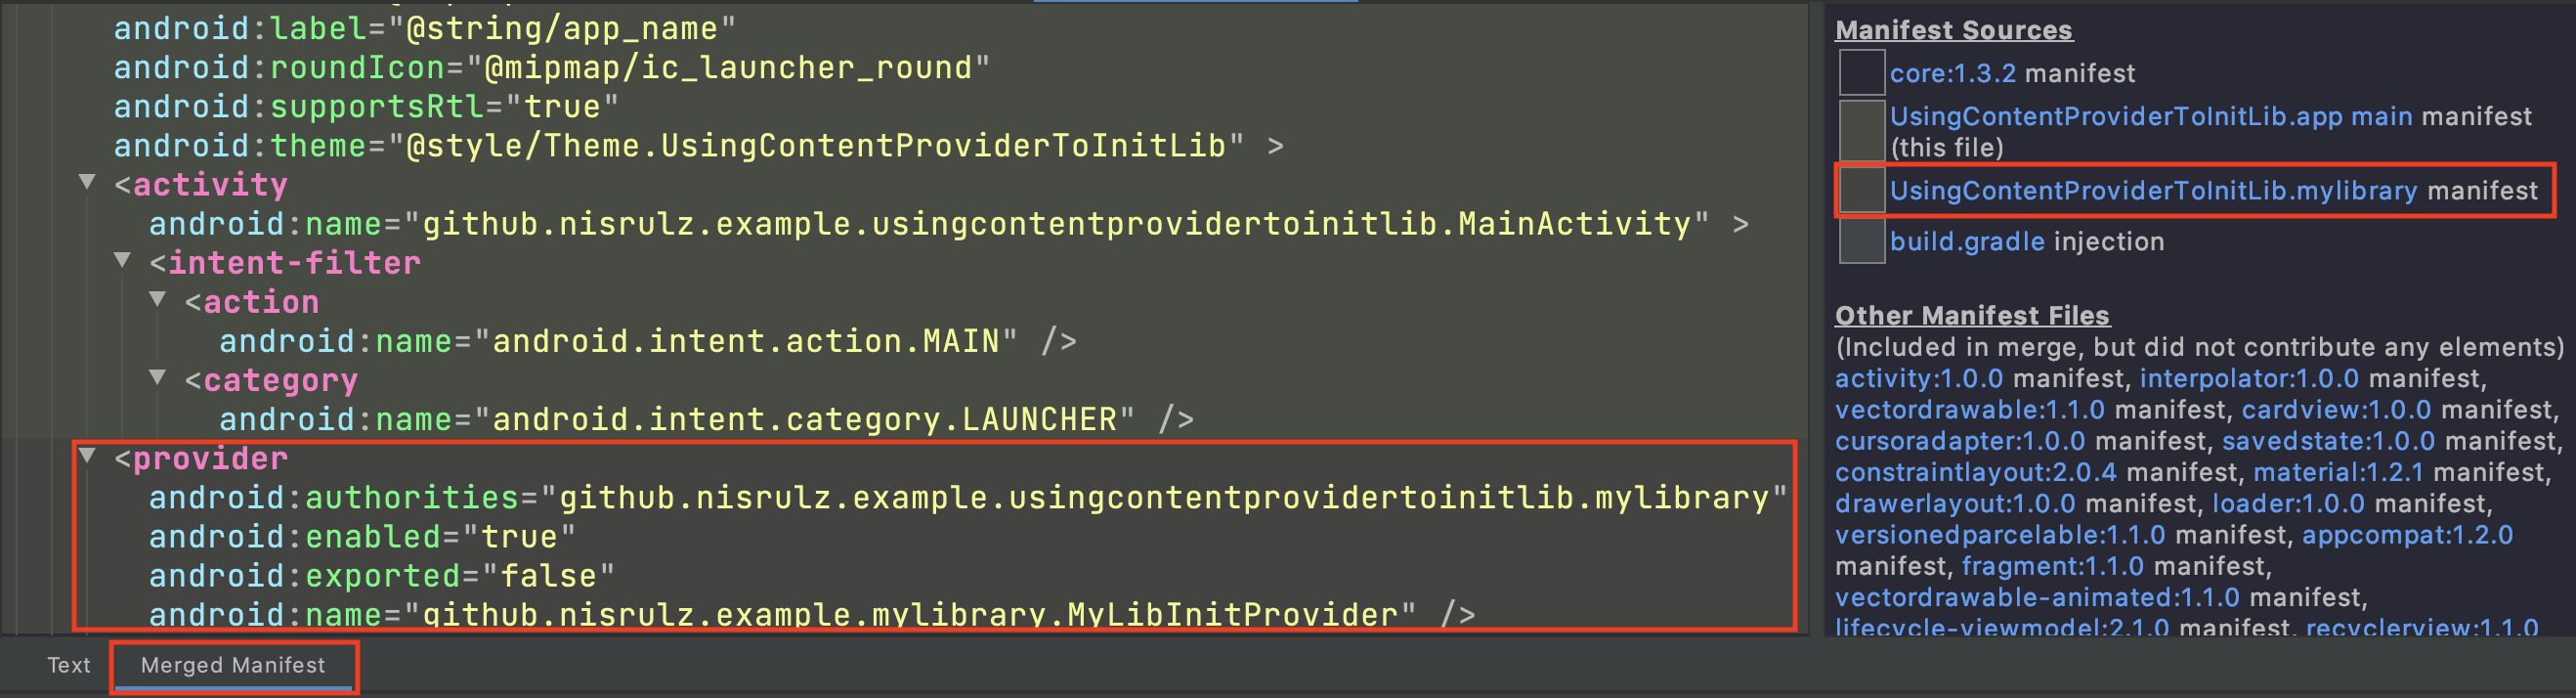 android:label="@string/app_name"
android:roundIcon="@mipmap/ic_launcher_round"
android:supportsRtl="true"
android:theme="@style/Theme.UsingContentProviderToInitLib" >
<activity
android:name="github.nisrulz.example.usingcontentprovidertoinitlib.MainActivity" >
<intent-filter
<action
android:name="android.intent.action.MAIN" />
<category
android:name="android.intent.category.LAUNCHER" />
<provider
android:authorities="github.nisrulz.example.usingcontentprovidertoinitlib.mylibrary"
android:enabled="true"
android:exported="false"
android:name="github.nisrulz.example.mylibrary.MyLibInitProvider" />
Text
Merged Manifest
Manifest Sources
core:1.3.2 manifest
UsingContentProviderToInitLib.app main manifest
(this file)
UsingContentProviderToInitLib.mylibrary manifest
build.gradle injection
Other Manifest Files
(Included in merge, but did not contribute any elements)
activity:1.0.0 manifest, interpolator:1.0.0 manifest,
vectordrawable:1.1.0 manifest, cardview:1.0.0 manifest,
cursoradapter:1.0.0 manifest, savedstate:1.0.0 manifest,
constraintlayout:2.0.4 manifest, material:1.2.1 manifest,
drawerlayout:1.0.0 manifest, loader:1.0.0 manifest,
versionedparcelable:1.1.0 manifest, appcompat:1.2.0
manifest, fragment:1.1.0 manifest,
vectordrawable-animated:1.1.0 manifest,
lifecycle-viewmodel:2.1.0 manifest, recyclerview:1.1.0